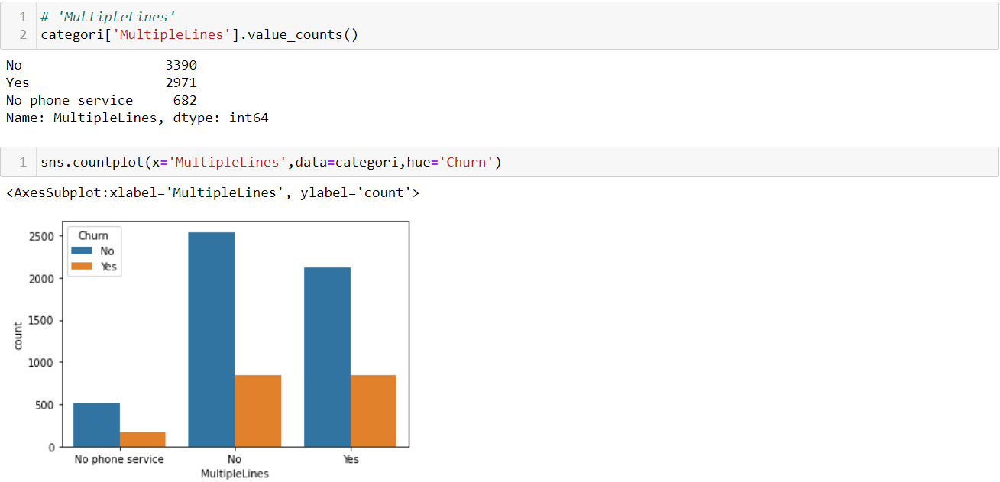 1 # 'MultipleLines'
2 categori['MultipleLines'].value_counts()
No 3390
Yes 2971
No phone service 682
Name: MultipleLines, dtype: int64
1 sns.countplot(x='MultipleLines',data=categori,hue='Churn')
<AxesSubplot:xlabel='MultipleLines', ylabel='count'>
Churn
No
Yes
2500
2000
1500
1000
500
0
count
No phone service No Yes
MultipleLines